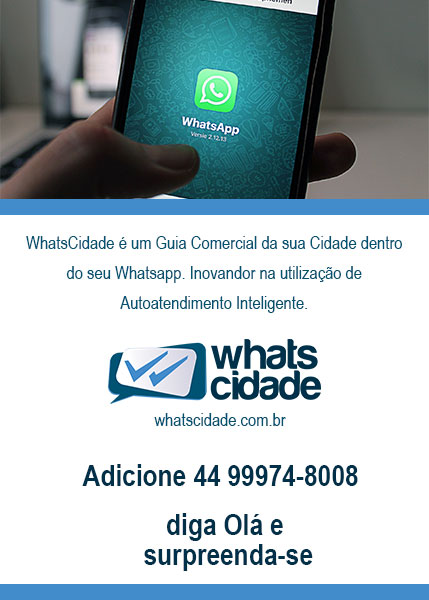 WhatsApp
Versie 2.12.13
WhatsCidade é um Guia Comercial da sua Cidade dentro
do seu Whatsapp. Inovandor na utilização de
Autoatendimento Inteligente.
whats
cidade
whatscidade.com.br
Adicione 44 99974-8008
diga Olá e
surpreenda-se